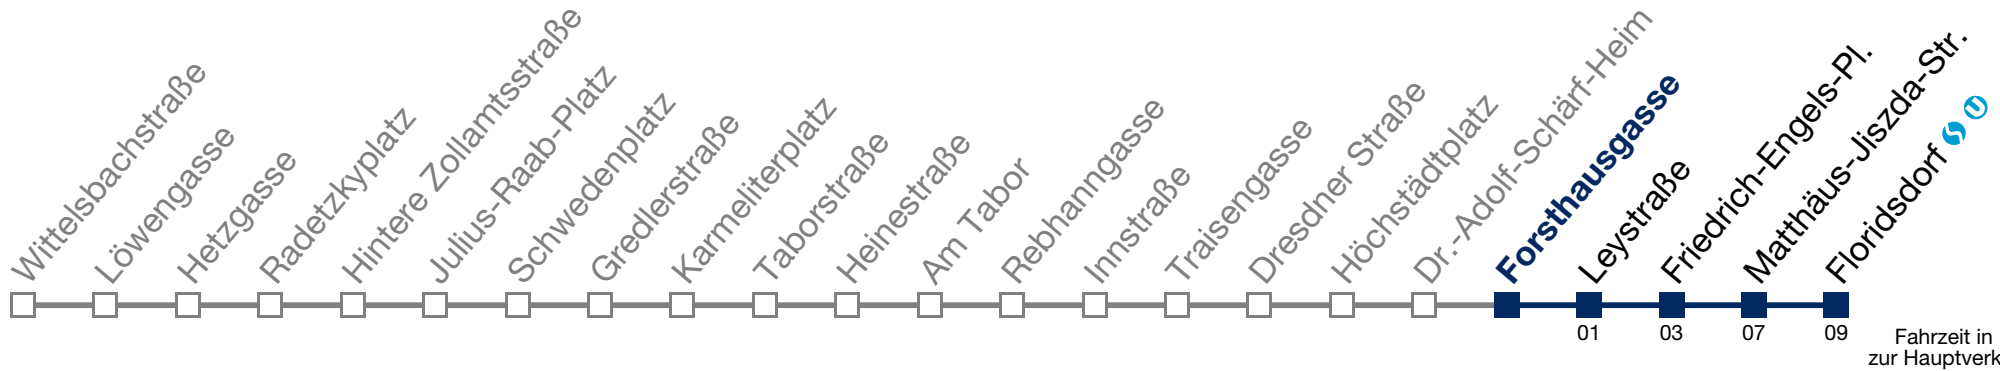 Wittelsbachstraße
Löwengasse
Hetzgasse
Radetzkyplatz
Hintere Zollamtsstraße
Julius-Raab-Platz
Schwedenplatz
Gredlerstraße
Karmeliterplatz
Taborstraße
Heinestraße
Am Tabor
Rebhanngasse
Innstraße
Traisengasse
Dresdner Straße
Höchstädtplatz
Dr.-Adolf-Schärf-Heim
Forsthausgasse
Leystraße
Friedrich-Engels-Pl.
Matthäus-Jiszda-Str.
Floridsdorf S U
01 03 07 09
Fahrzeit in
zur Hauptverk